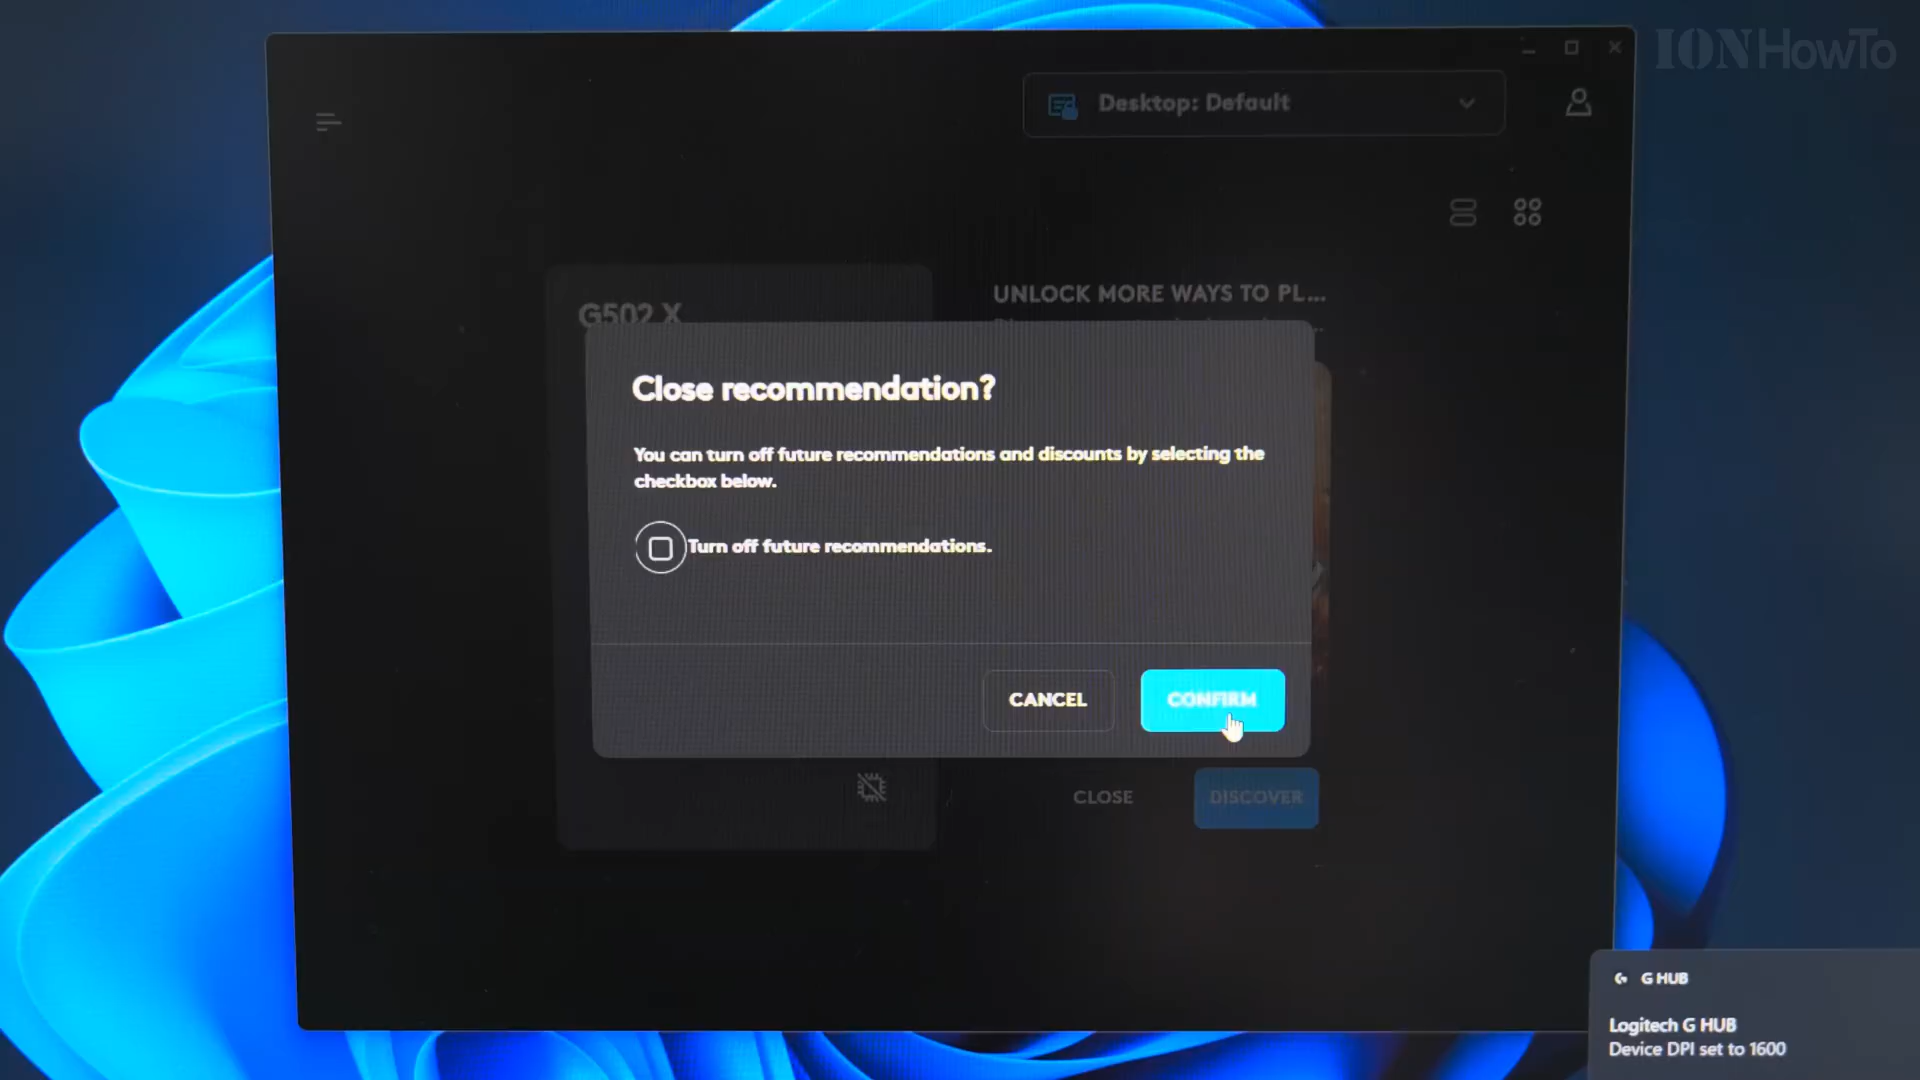 IONHowTo
Desktop: Default
G502 X
UNLOCK MORE WAYS TO PL...
Close recommendation?
You can turn off future recommendations and discounts by selecting the
checkbox below.
Turn off future recommendations.
CANCEL
CONFIRM
CLOSE
DISCOVER
G HUB
Logitech G HUB
Device DPI set to 1600